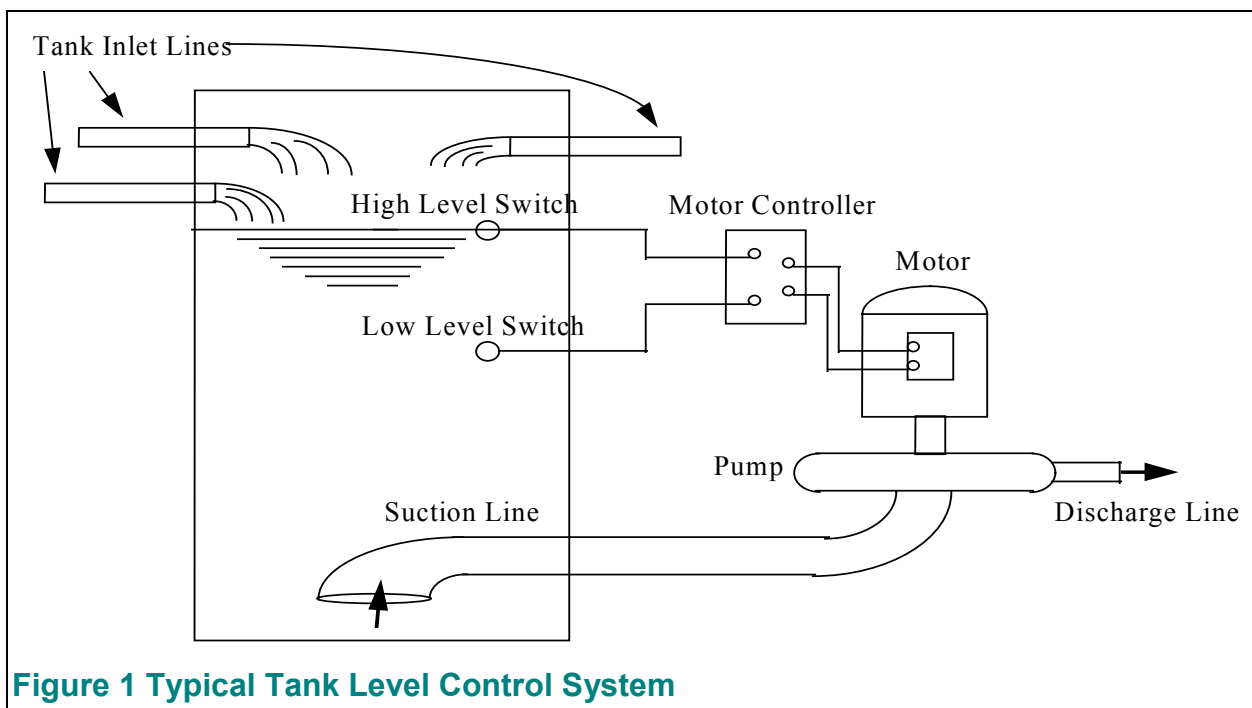 Tank Inlet Lines
High Level Switch
Motor Controller
Motor
Low Level Switch
Pump
Suction Line
Discharge Line
Figure 1 Typical Tank Level Control System